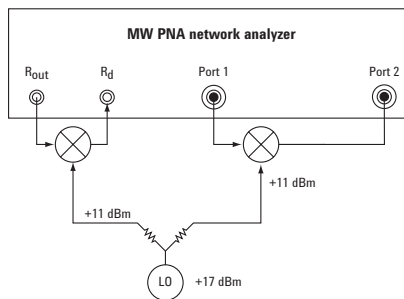 MW PNA network analyzer
Rout
Rd
Port 1
Port 2
+11 dBm
+11 dBm
LO
+17 dBm